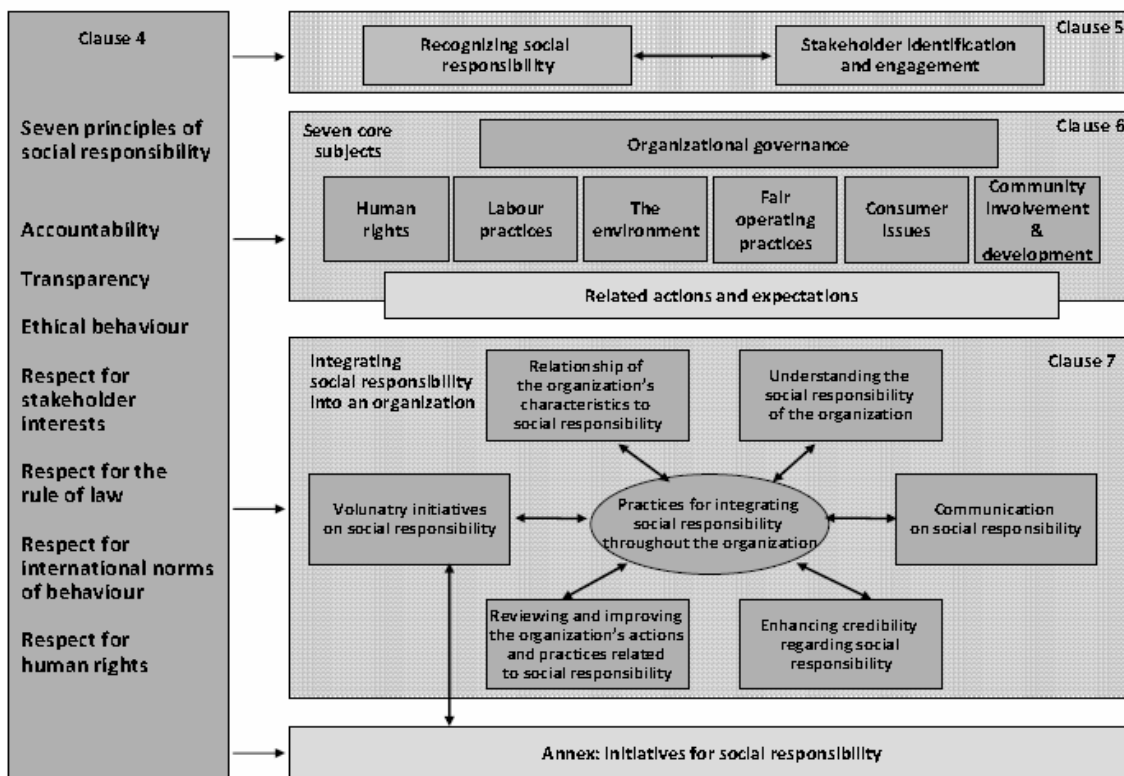 Clause 4
Seven principles of
social responsibility
Accountability
Transparency
Ethical behaviour
Respect for
stakeholder
interests
Respect for the
rule of law
Respect for
international norms
of behaviour
Respect for
human rights
Clause 5
Recognizing social
responsibility
Stakeholder identification
and engagement
Clause 6
Seven core
subjects
Organizational governance
Human
rights
Labour
practices
The
environment
Fair
operating
practices
Consumer
issues
Community
involvement
&
development
Related actions and expectations
Clause 7
Integrating
social responsibility
into an organization
Relationship of
the organization's
characteristics to
social responsibility
Understanding the
social responsibility
of the organization
Volunatry initiatives
on social responsibility
Practices for integrating
social responsibility
throughout the organization
Communication
on social responsibility
Reviewing and improving
the organization's actions
and practices related
to social responsibility
Enhancing credibility
regarding social
responsibility
Annex: Initiatives for social responsibility